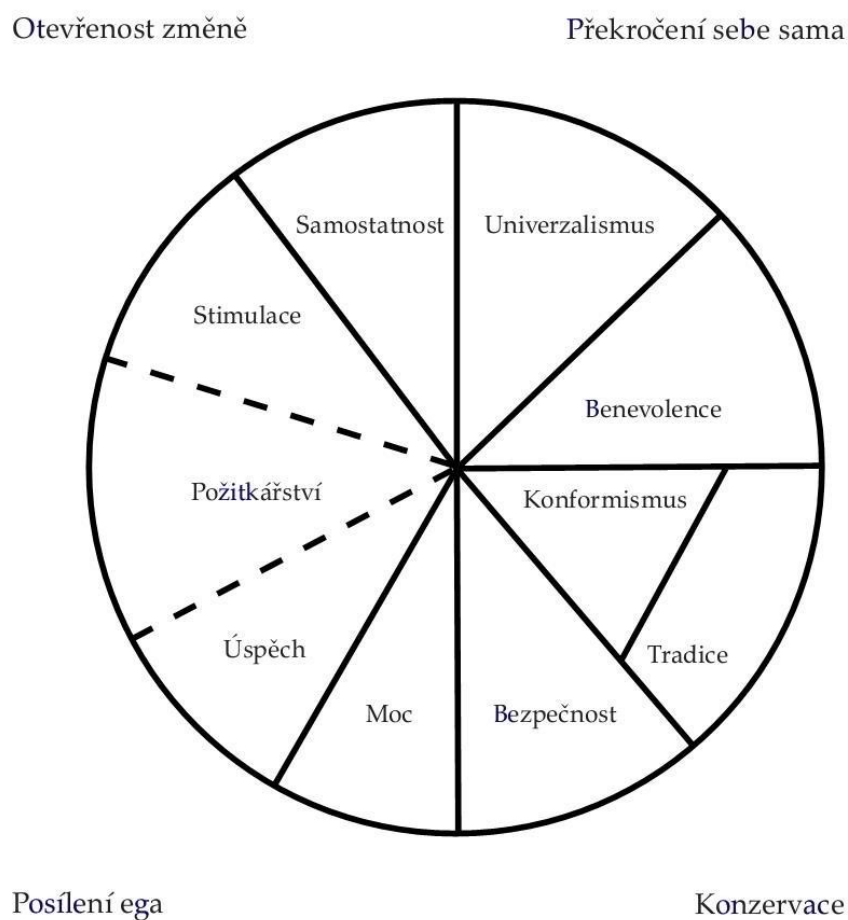 Otevřenost změně
Překročení sebe sama
Samostatnost
Univerzalismus
Stimulace
Benevolence
Požitkářství
Konformismus
Úspěch
Tradice
Moc
Bezpečnost
Posílení ega
Konzervace